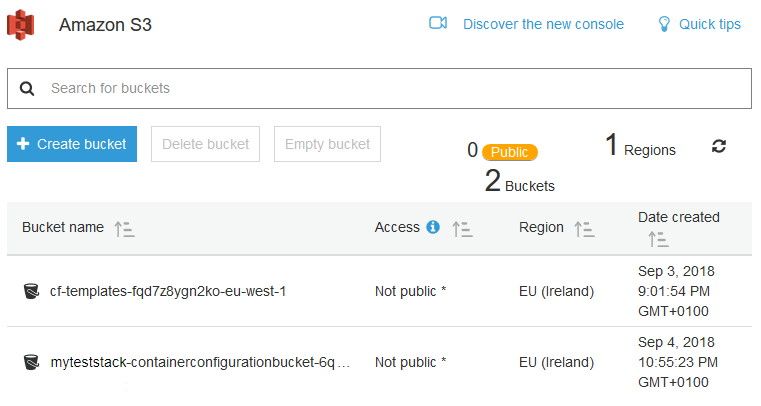 Amazon S3 Discover the new console Quick tips
Search for buckets
Create bucket Delete bucket Empty bucket 0 Public 1 Regions
2 Buckets
Bucket name Access Region Date created
cf-templates-fqd7z8ygn2ko-eu-west-1 Not public * EU (Ireland) Sep 3, 2018
9:01:54 PM
GMT+0100
myteststack-containerconfigurationbucket-6q... Not public * EU (Ireland) Sep 4, 2018
10:55:23 PM
GMT+0100